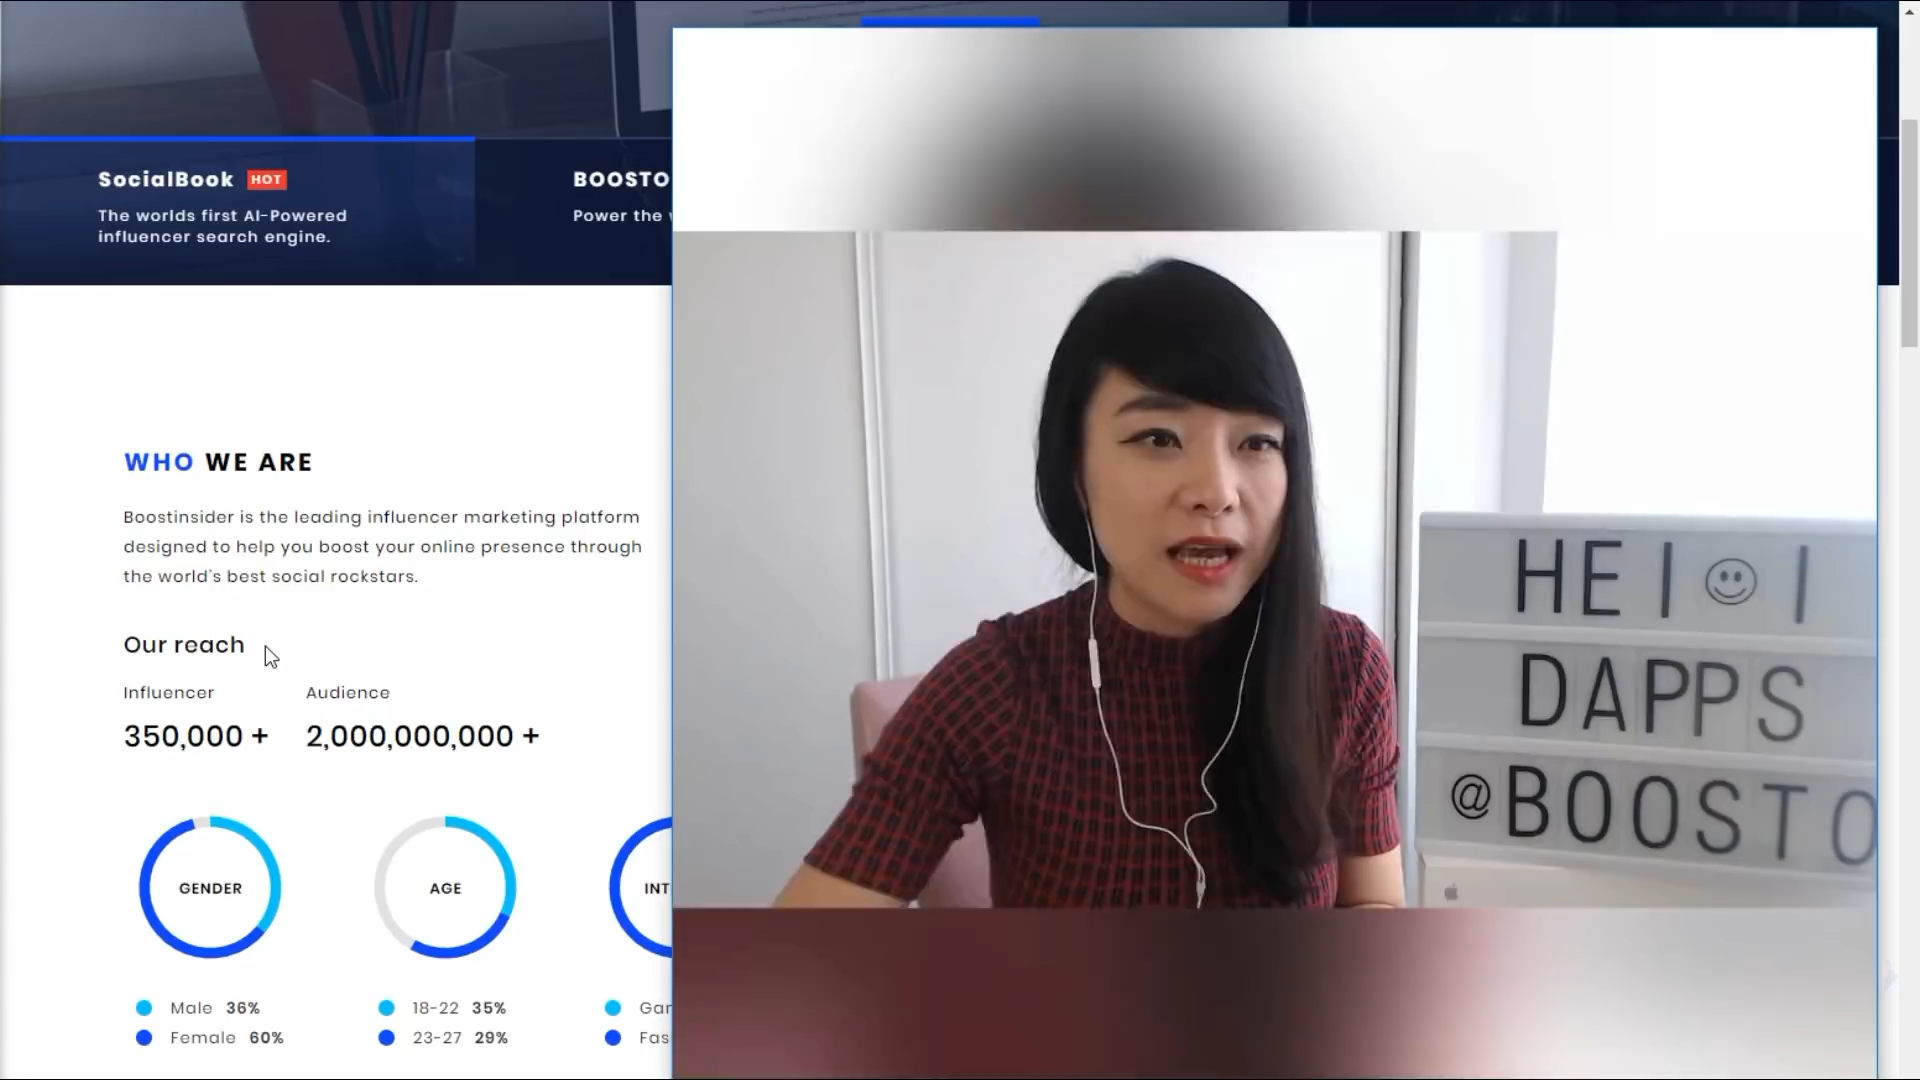 SocialBook HOT
The worlds first AI-Powered
influencer search engine.
BOOSTO
Power the
WHO WE ARE
Boostinsider is the leading influencer marketing platform
designed to help you boost your online presence through
the world's best social rockstars.
Our reach
Influencer Audience
350,000 + 2,000,000,000 +
GENDER AGE INT
Male 36% 18-22 35% Gar
Female 60% 23-27 29% Fas
HEI ☺ I
DAPPS
@BOOSTO